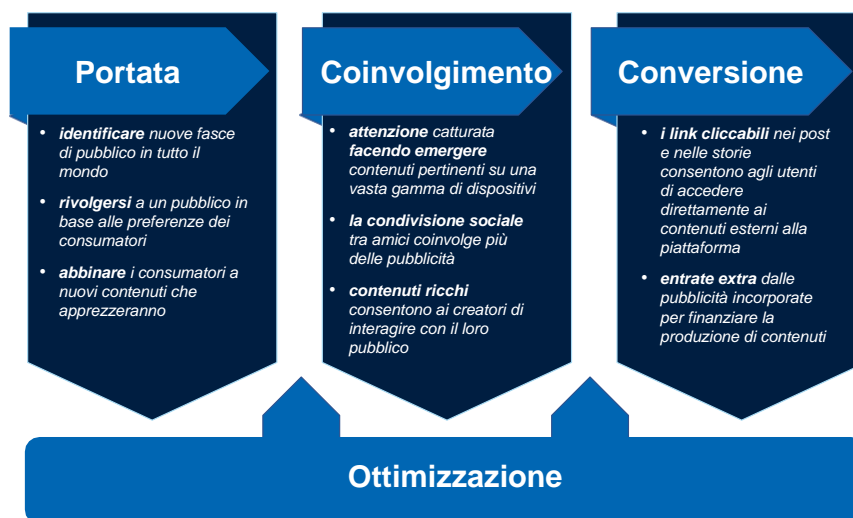 Portata
• identificare nuove fasce
di pubblico in tutto il
mondo
• rivolgersi a un pubblico in
base alle preferenze dei
consumatori
• abbinare i consumatori a
nuovi contenuti che
apprezzeranno
Coinvolgimento
• attenzione catturata
facendo emergere
contenuti pertinenti su una
vasta gamma di dispositivi
• la condivisione sociale
tra amici coinvolge più
delle pubblicità
• contenuti ricchi
consentono ai creatori di
interagire con il loro
pubblico
Conversione
• i link cliccabili nei post
e nelle storie
consentono agli utenti
di accedere
direttamente ai
contenuti esterni alla
piattaforma
• entrate extra dalle
pubblicità incorporate
per finanziare la
produzione di contenuti
Ottimizzazione